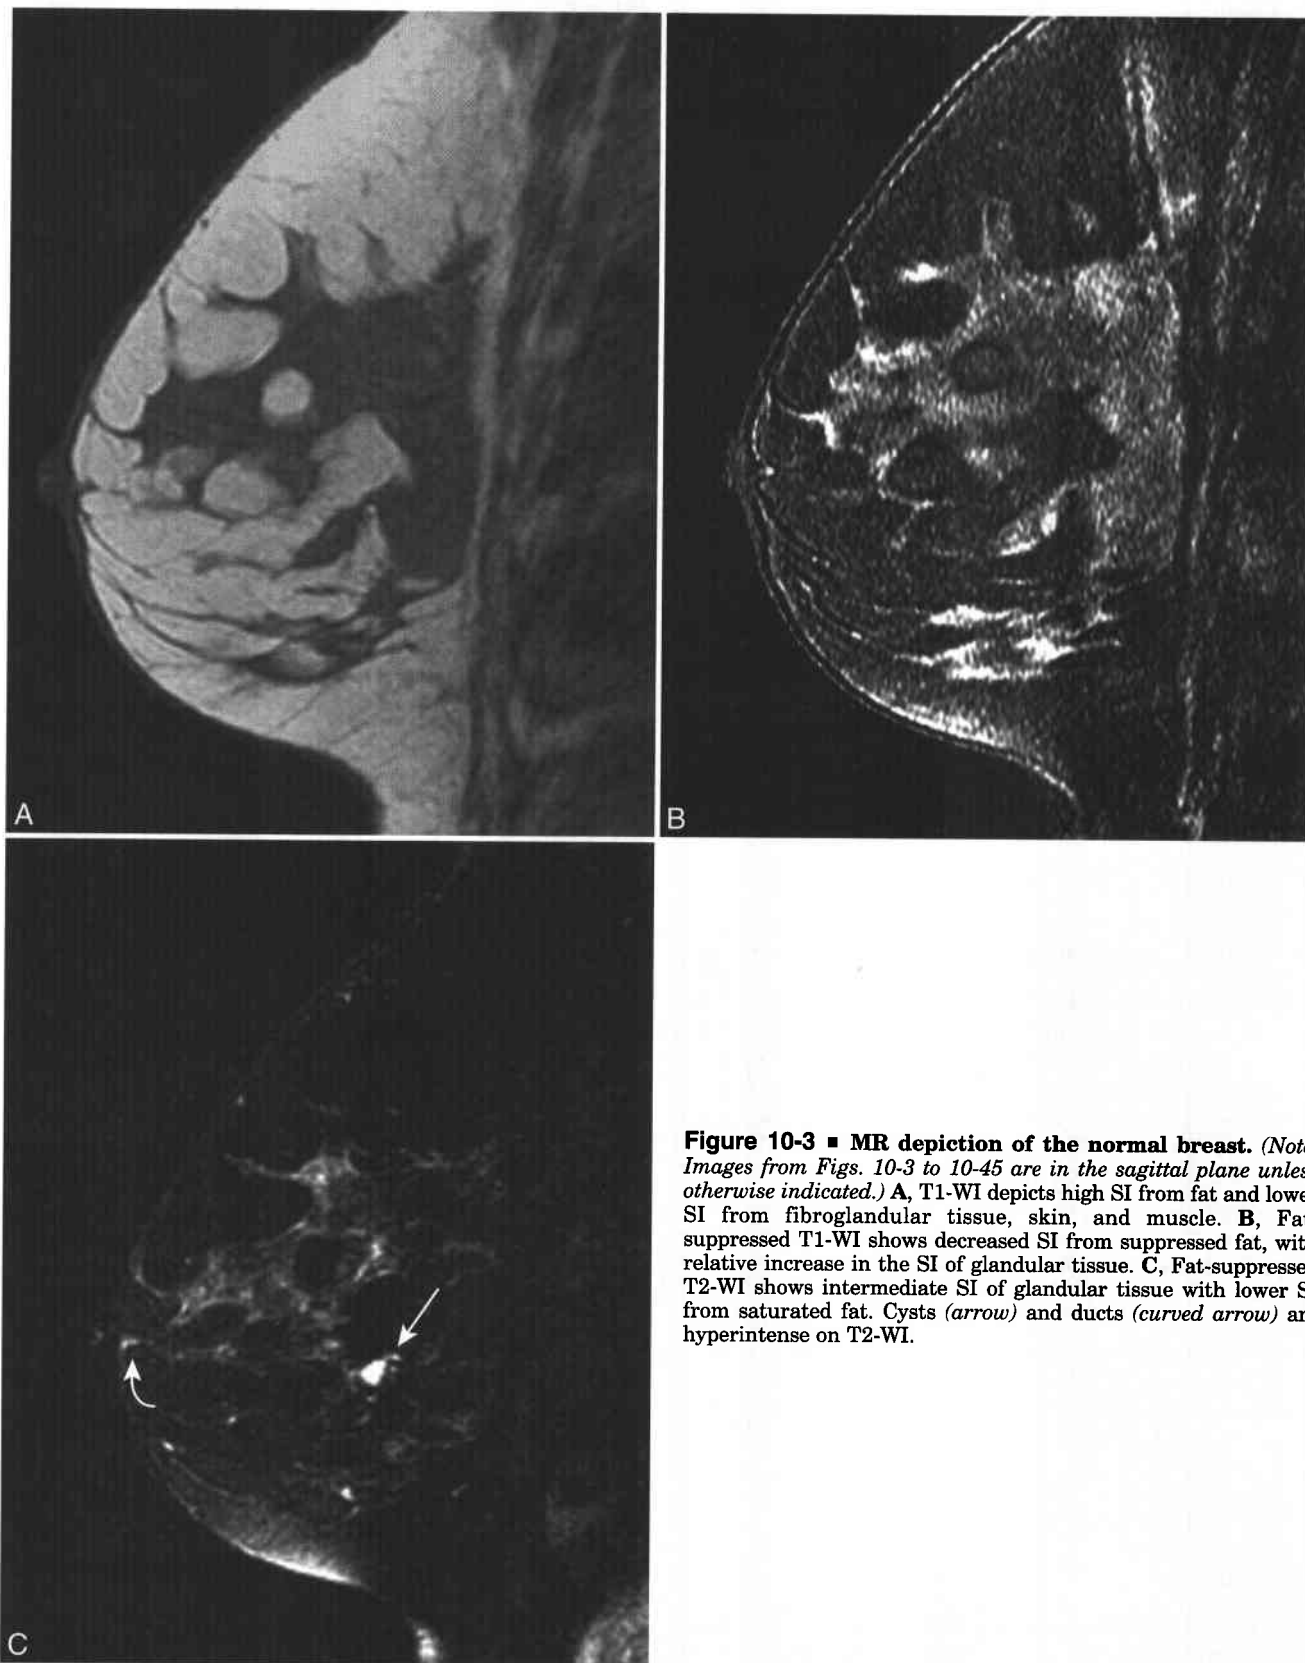 A
B
C
Figure 10-3 ■ MR depiction of the normal breast. (Not
Images from Figs. 10-3 to 10-45 are in the sagittal plane unles
otherwise indicated.) A, T1-WI depicts high SI from fat and lowe
SI from fibroglandular tissue, skin, and muscle. B, Fa
suppressed T1-WI shows decreased SI from suppressed fat, wit
relative increase in the SI of glandular tissue. C, Fat-suppresse
T2-WI shows intermediate SI of glandular tissue with lower S
from saturated fat. Cysts (arrow) and ducts (curved arrow) ar
hyperintense on T2-WI.